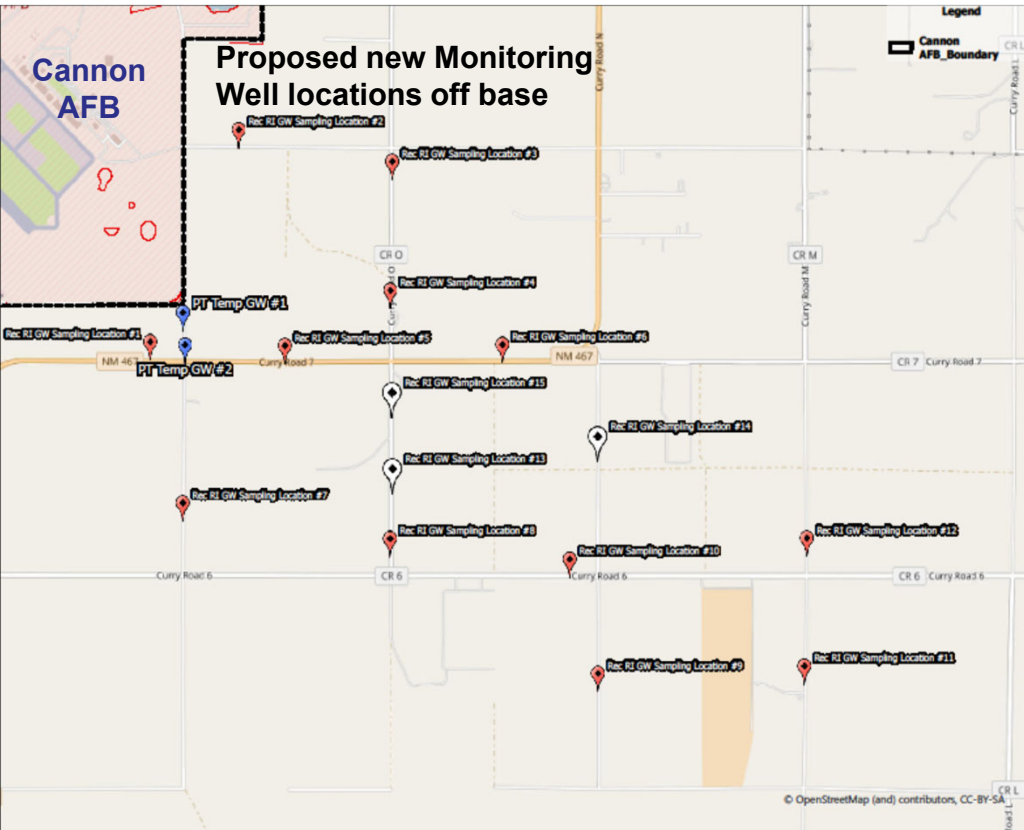 AFB
Legend
Cannon
AFB_Boundary
CR L
Cannon
AFB
Proposed new Monitoring
Well locations off base
Curry Road N
Curry Road L
Rec RI GW Sampling Location #2
Rec RI GW Sampling Location #3
CR O
CR M
Rec RI GW Sampling Location #4
Curry Road M
PT Temp GW #1
Rec RI GW Sampling Location #1
Rec RI GW Sampling Location #5
Rec RI GW Sampling Location #6
NM 467
Curry Road 7
NM 467
CR 7
Curry Road 7
PT Temp GW #2
Rec RI GW Sampling Location #15
Rec RI GW Sampling Location #14
Rec RI GW Sampling Location #13
Rec RI GW Sampling Location #7
Rec RI GW Sampling Location #8
Rec RI GW Sampling Location #12
Rec RI GW Sampling Location #10
Curry Road 6
CR 6
Curry Road 6
CR 6
Curry Road 6
Rec RI GW Sampling Location #9
Rec RI GW Sampling Location #11
© OpenStreetMap (and) contributors, CC-BY-SA
CR L